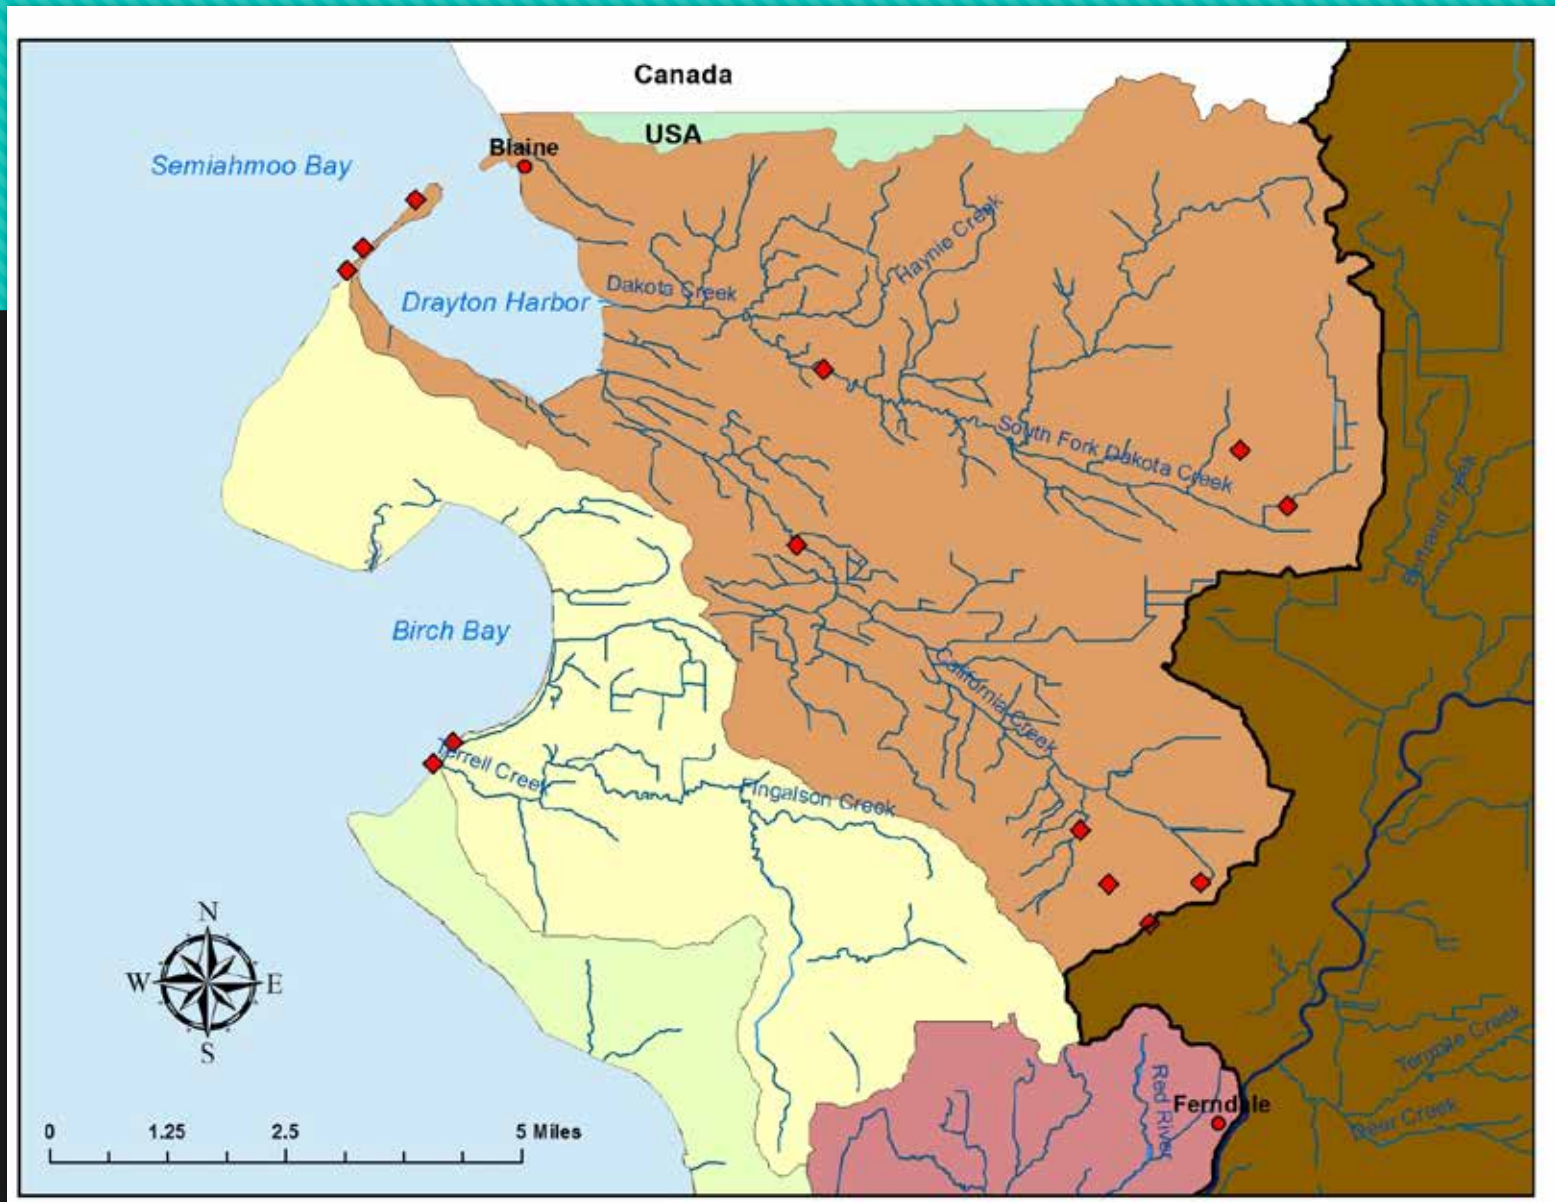 Canada
USA
Blaine
Semiahmoo Bay
Haynie Creek
Dakota Creek
Drayton Harbor
South Fork Dakota Creek
Bertrand Creek
Birch Bay
California Creek
Terrell Creek
Fingalson Creek
N
W E
S
Tenmile Creek
Red River
Ferndale
Deer Creek
0 1.25 2.5 5 Miles